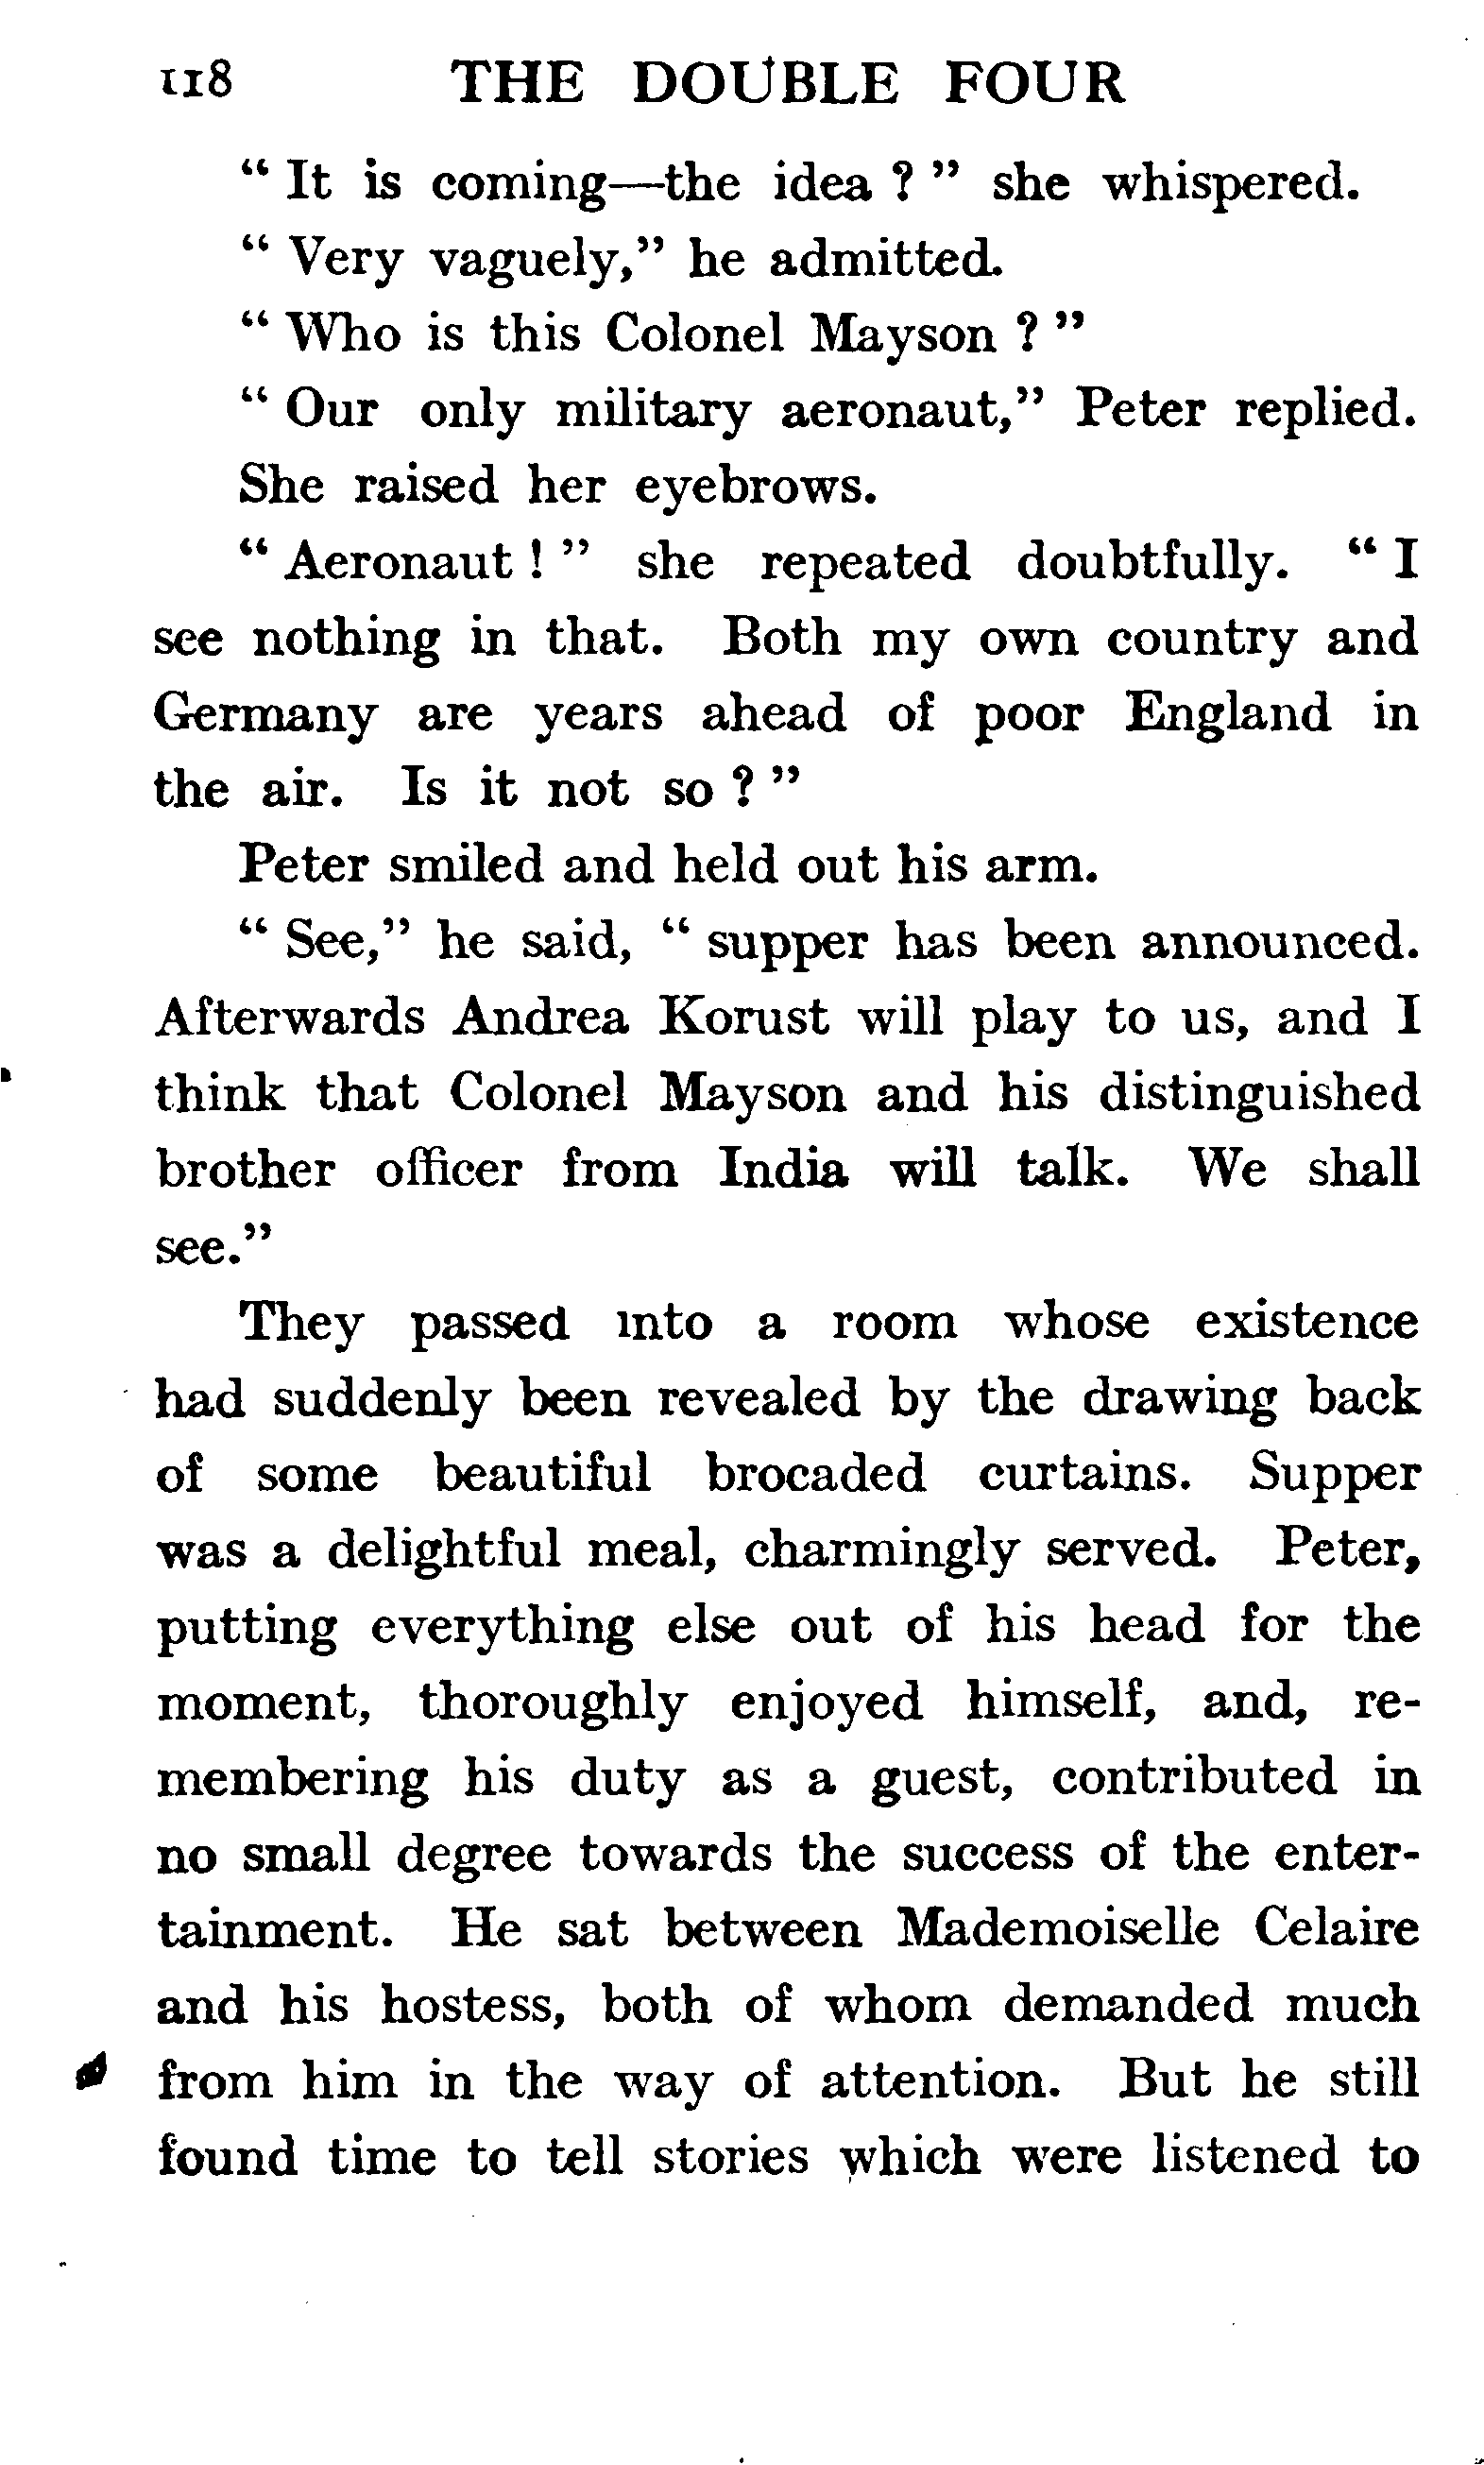 118 THE DOUBLE FOUR
“ It is coming—the idea ? ” she whispered.
“ Very vaguely,” he admitted.
“ Who is this Colonel Mayson ? ”
“ Our only military aeronaut,” Peter replied.
She raised her eyebrows.
“ Aeronaut ! ” she repeated doubtfully. “ I
see nothing in that. Both my own country and
Germany are years ahead of poor England in
the air. Is it not so ? ”
Peter smiled and held out his arm.
“ See,” he said, “ supper has been announced.
Afterwards Andrea Korust will play to us, and I
think that Colonel Mayson and his distinguished
brother officer from India will talk. We shall
see.”
They passed into a room whose existence
had suddenly been revealed by the drawing back
of some beautiful brocaded curtains. Supper
was a delightful meal, charmingly served. Peter,
putting everything else out of his head for the
moment, thoroughly enjoyed himself, and, re-
membering his duty as a guest, contributed in
no small degree towards the success of the enter-
tainment. He sat between Mademoiselle Celaire
and his hostess, both of whom demanded much
from him in the way of attention. But he still
found time to tell stories which were listened to